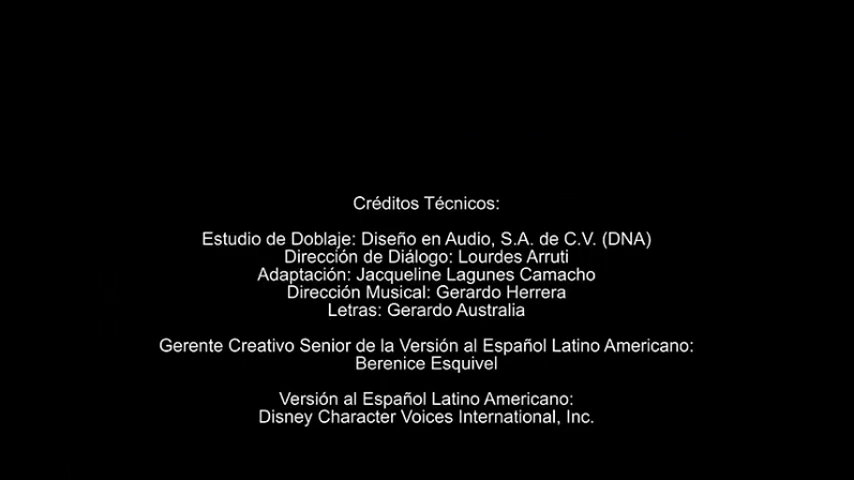 Créditos Técnicos:
Estudio de Doblaje: Diseño en Audio, S.A. de C.V. (DNA)
Dirección de Diálogo: Lourdes Arruti
Adaptación: Jacqueline Lagunes Camacho
Dirección Musical: Gerardo Herrera
Letras: Gerardo Australia
Gerente Creativo Senior de la Versión al Español Latino Americano:
Berenice Esquivel
Versión al Español Latino Americano:
Disney Character Voices International, Inc.